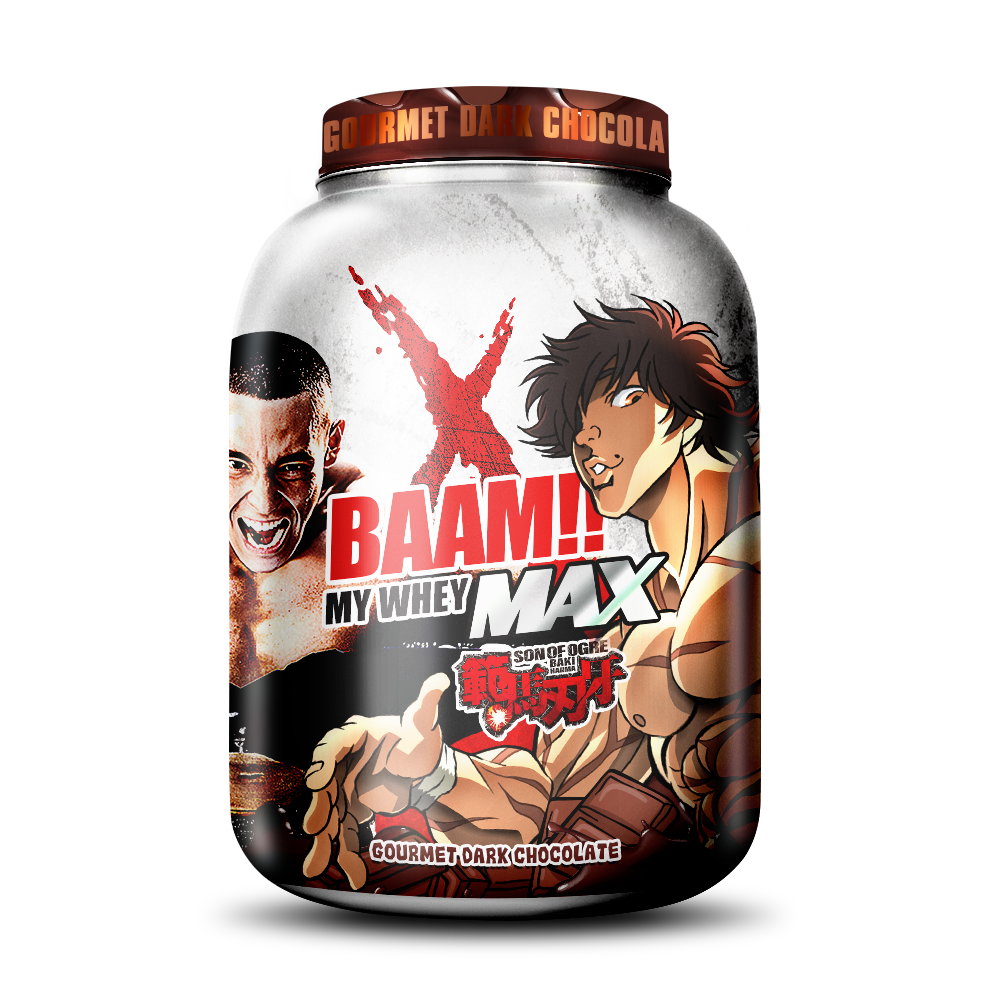 GOURMET DARK CHOCOLA
X
BAAM!!
MY WHEY MAX
SON OF OGRE
BAKI
HANMA
範馬刃牙
GOURMET DARK CHOCOLATE